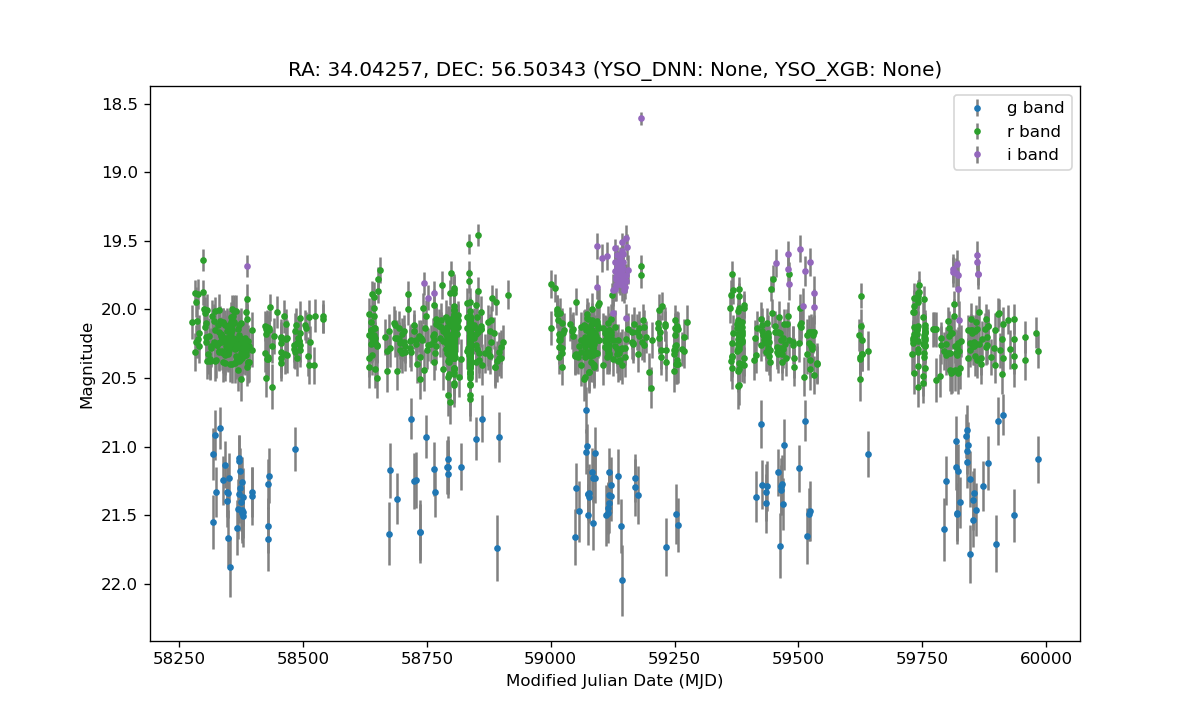 RA: 34.04257, DEC: 56.50343 (YSO_DNN: None, YSO_XGB: None)
g band
r band
i band
18.5
19.0
19.5
20.0
20.5
21.0
21.5
22.0
Magnitude
58250 58500 58750 59000 59250 59500 59750 60000
Modified Julian Date (MJD)